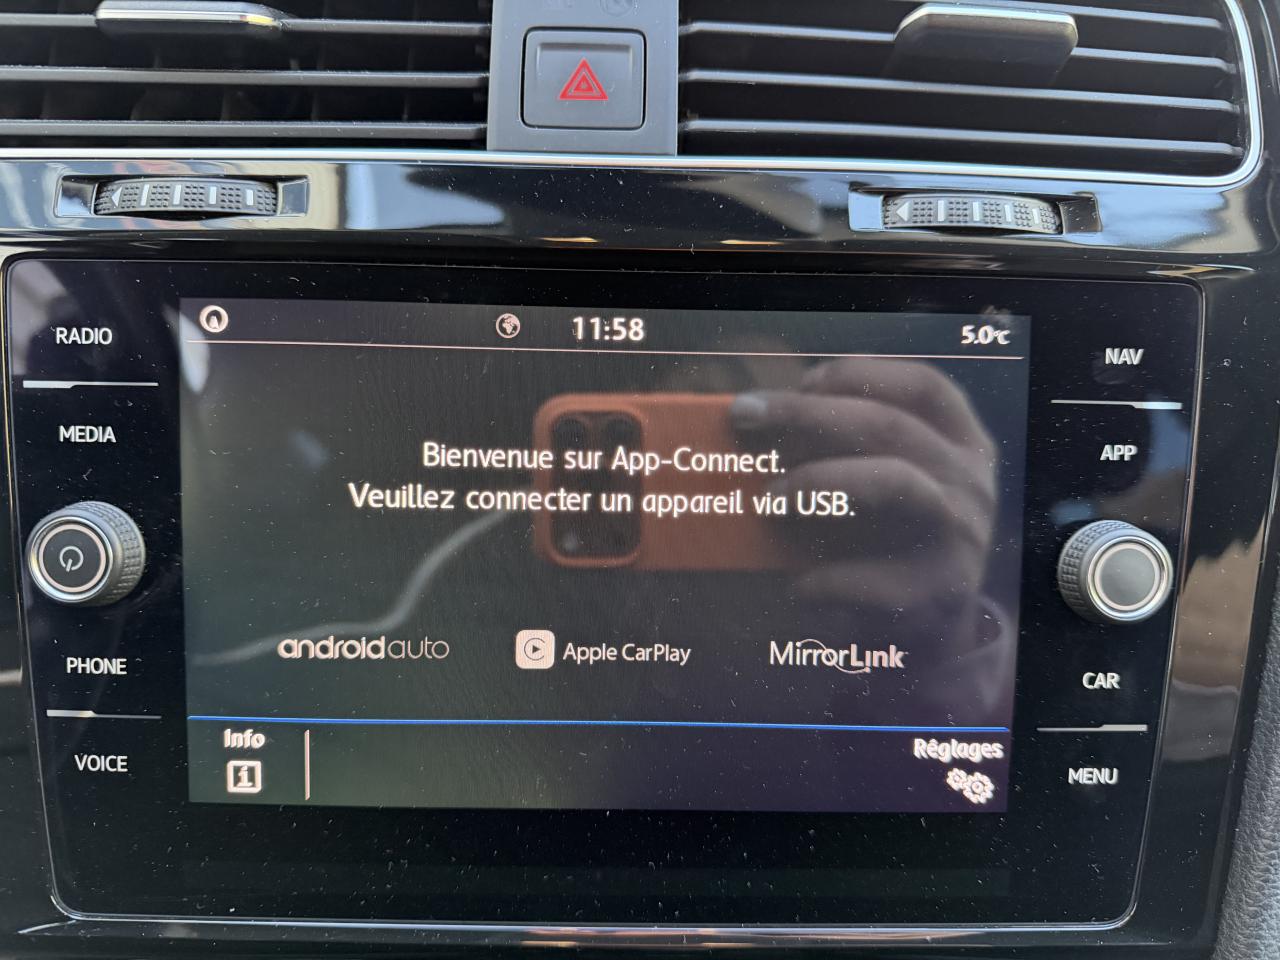 RADIO
MEDIA
PHONE
VOICE
11:58
5.0°C
Bienvenue sur App-Connect.
Veuillez connecter un appareil via USB.
androidauto
Apple CarPlay
MirrorLink
Info
Réglages
NAV
APP
CAR
MENU